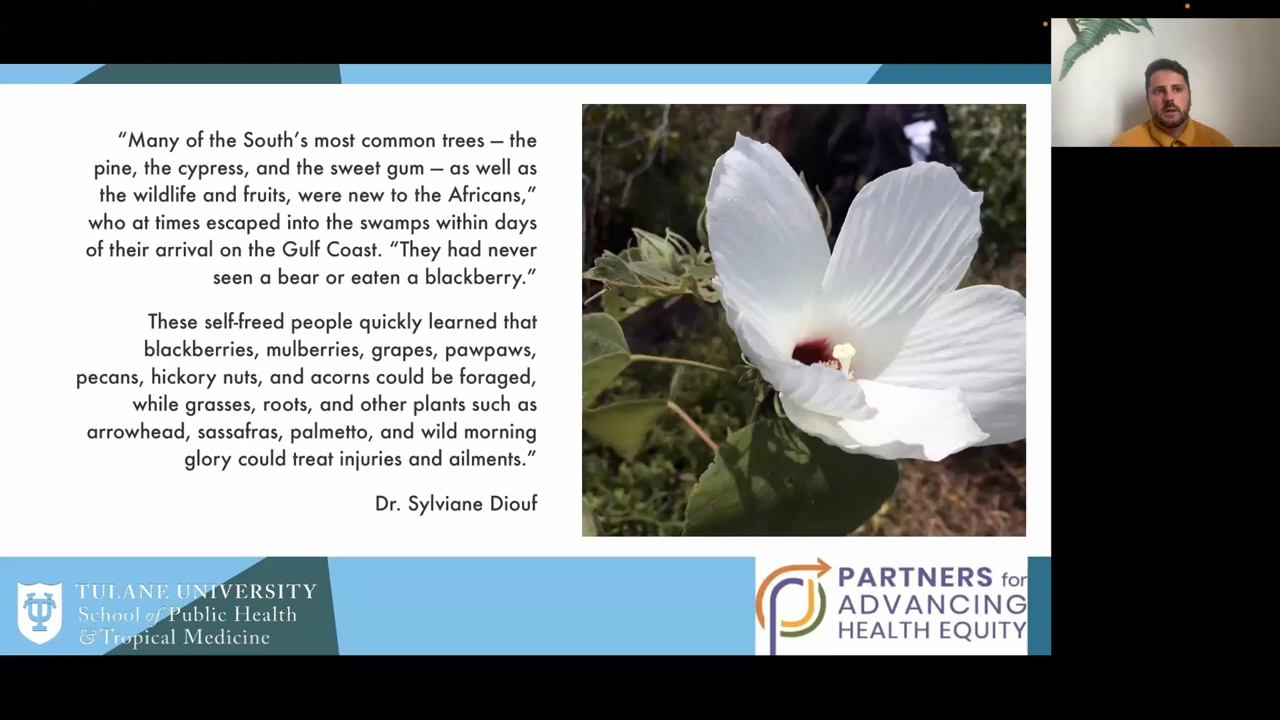 “Many of the South’s most common trees – the
pine, the cypress, and the sweet gum – as well as
the wildlife and fruits, were new to the Africans,”
who at times escaped into the swamps within days
of their arrival on the Gulf Coast. “They had never
seen a bear or eaten a blackberry.”
These self-freed people quickly learned that
blackberries, mulberries, grapes, pawpaws,
pecans, hickory nuts, and acorns could be foraged,
while grasses, roots, and other plants such as
arrowhead, sassafras, palmetto, and wild morning
glory could treat injuries and ailments.”
Dr. Sylviane Diouf
TULANE UNIVERSITY
School of Public Health
& Tropical Medicine
PARTNERS for
ADVANCING
HEALTH EQUITY